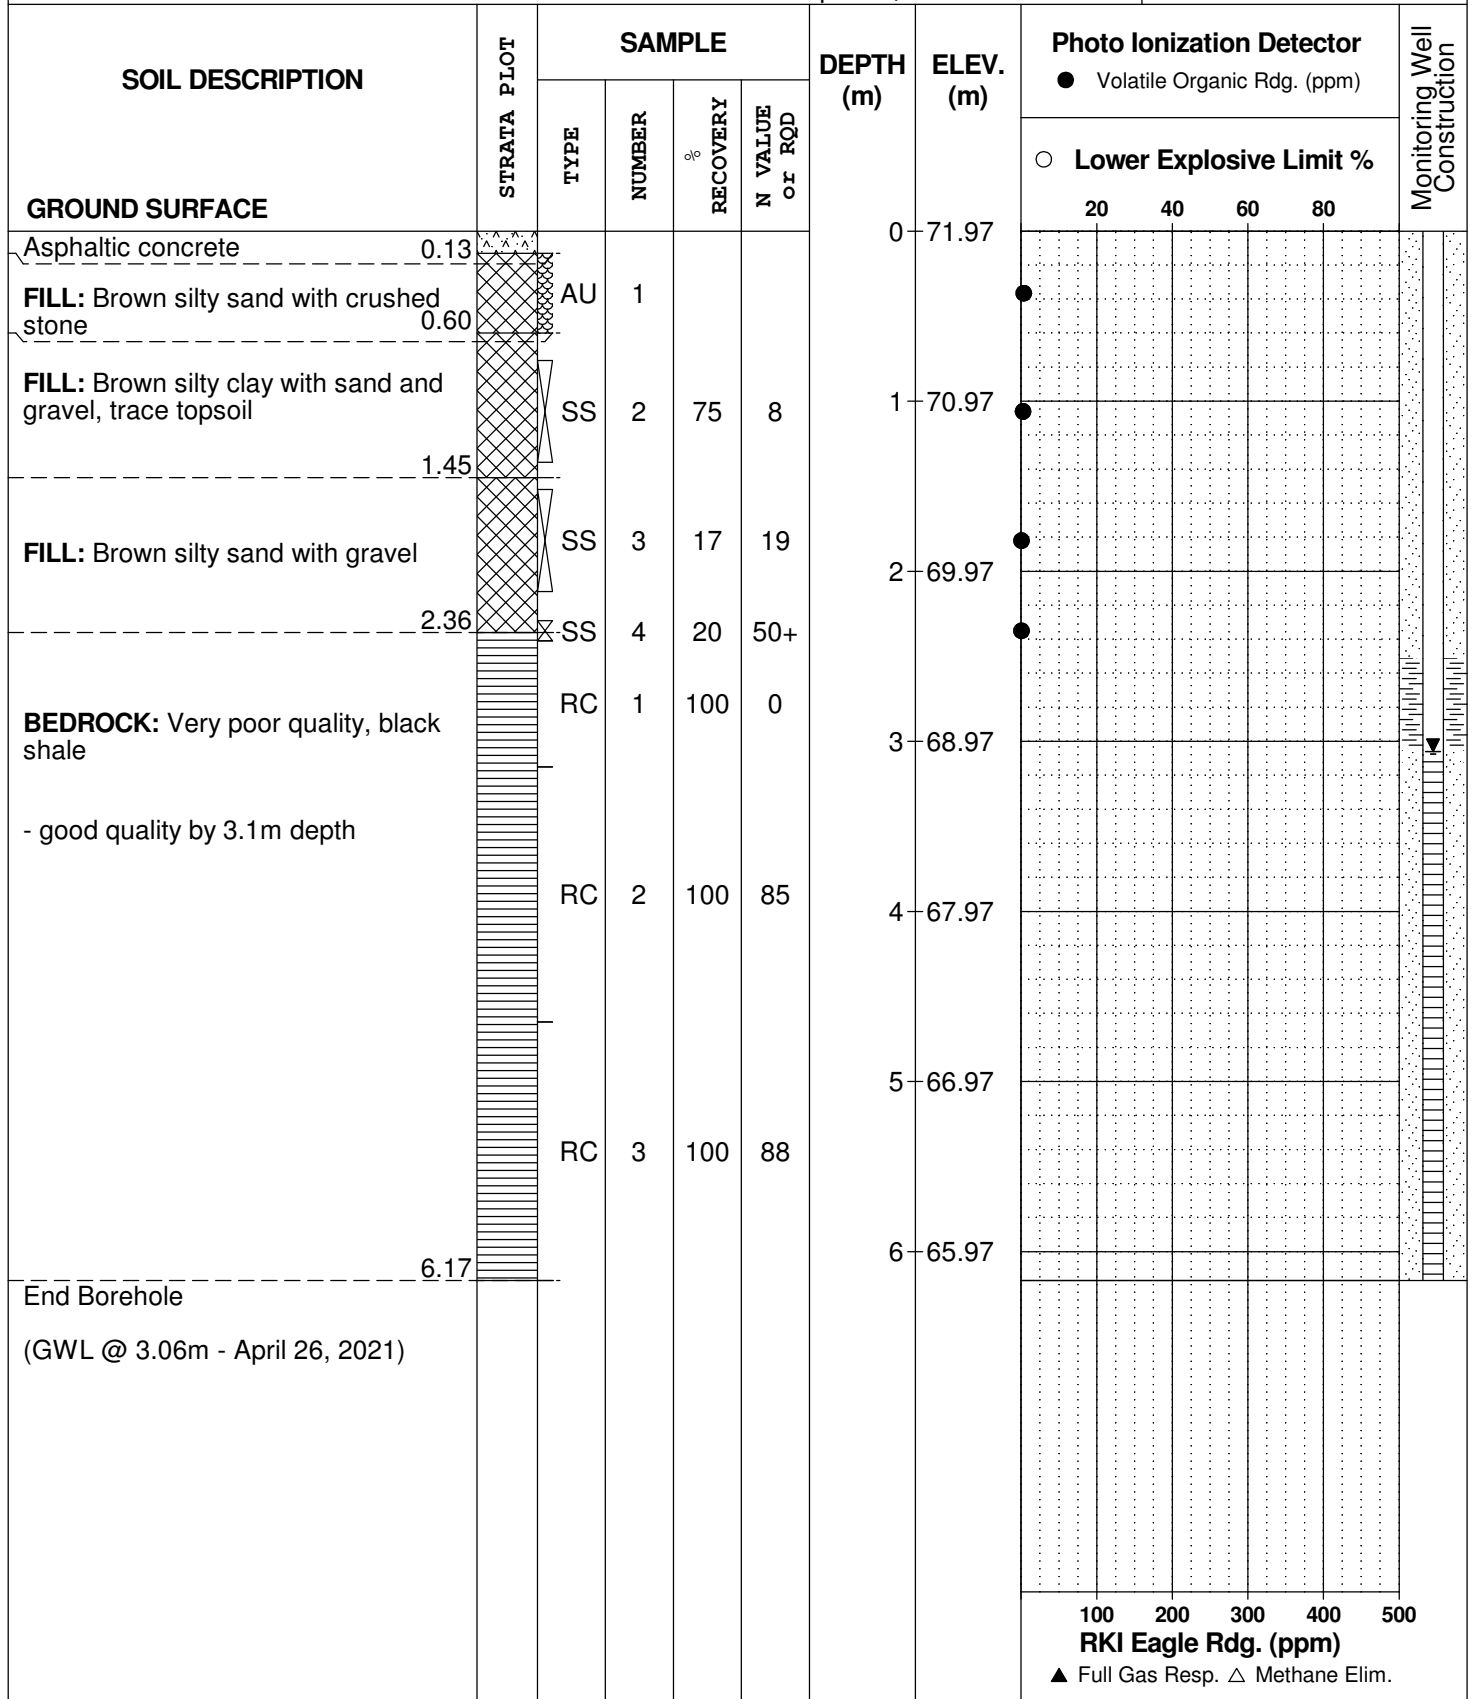 SOIL DESCRIPTION
GROUND SURFACE
STRATA PLOT
SAMPLE
TYPE
NUMBER
%
RECOVERY
N VALUE
or RQD
DEPTH
(m)
ELEV.
(m)
Photo Ionization Detector
● Volatile Organic Rdg. (ppm)
○ Lower Explosive Limit %
20 40 60 80
Monitoring Well
Construction
0 71.97
Asphaltic concrete 0.13
FILL: Brown silty sand with crushed
stone 0.60
AU 1
FILL: Brown silty clay with sand and
gravel, trace topsoil
SS 2 75 8
1 70.97
1.45
FILL: Brown silty sand with gravel
SS 3 17 19
2 69.97
2.36
SS 4 20 50+
RC 1 100 0
BEDROCK: Very poor quality, black
shale
3 68.97
- good quality by 3.1m depth
RC 2 100 85
4 67.97
5 66.97
RC 3 100 88
6 65.97
6.17
End Borehole
(GWL @ 3.06m - April 26, 2021)
100 200 300 400 500
RKI Eagle Rdg. (ppm)
▲ Full Gas Resp. △ Methane Elim.